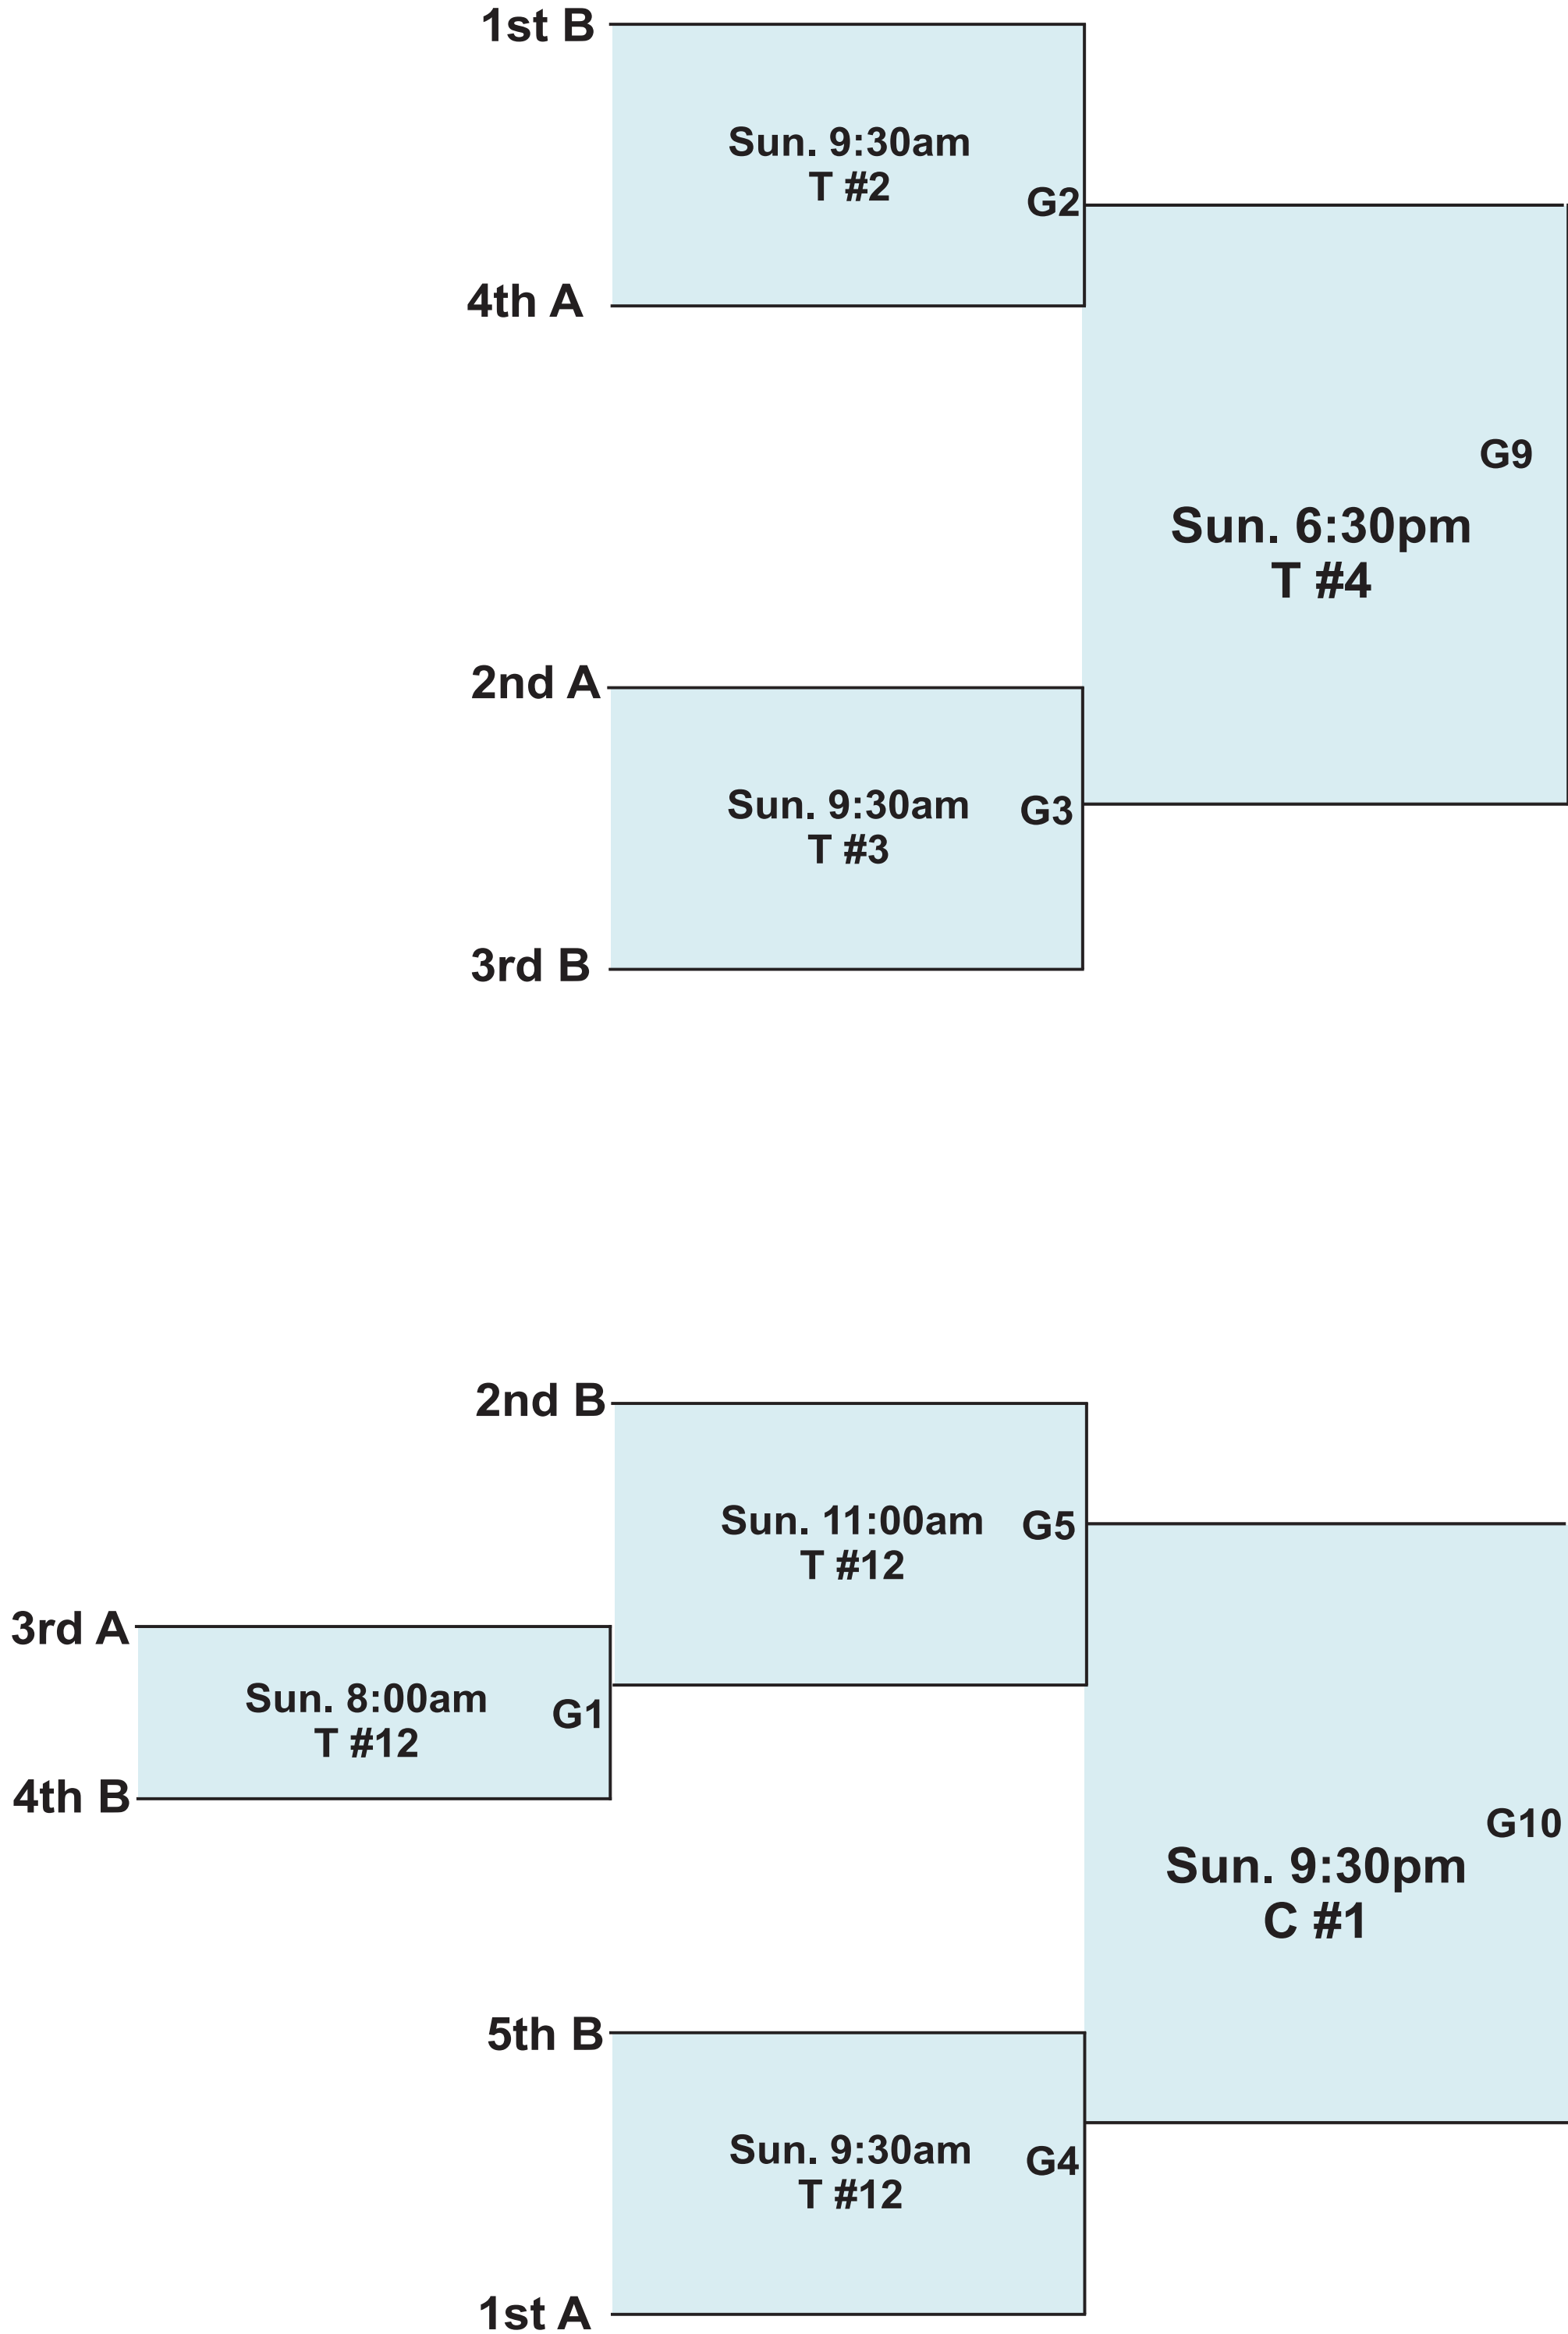 1st B
Sun. 9:30am
T #2
G2
4th A
G9
Sun. 6:30pm
T #4
2nd A
Sun. 9:30am
T #3
G3
3rd B
2nd B
Sun. 11:00am
T #12
G5
3rd A
Sun. 8:00am
T #12
G1
4th B
G10
Sun. 9:30pm
C #1
5th B
Sun. 9:30am
T #12
G4
1st A